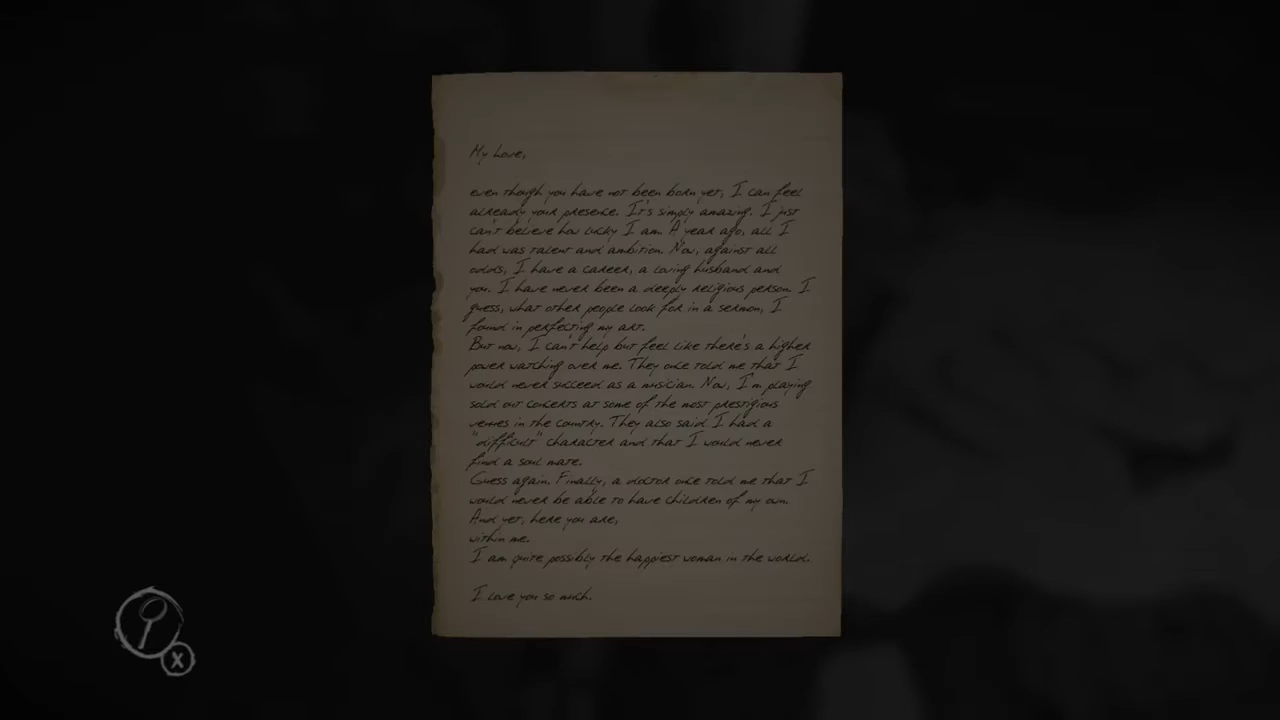 My Love,
even though you have not been born yet, I can feel
already your presence. It's simply amazing. I just
can't believe how lucky I am. A year ago, all I
had was talent and ambition. Now, against all
odds, I have a career, a loving husband and
you. I have never been a deeply religious person. I
guess, what other people look for in a sermon, I
found in perfecting my art.
But now, I can't help but feel like there's a higher
power watching over me. They once told me that I
would never succeed as a musician. Now, I'm playing
sold out concerts at some of the most prestigious
venues in the country. They also said I had a
"difficult" character and that I would never
find a soul mate.
Guess again. Finally, a doctor once told me that I
would never be able to have children of my own.
And yet, here you are,
within me.
I am quite possibly the happiest woman in the world.
I love you so much.
X